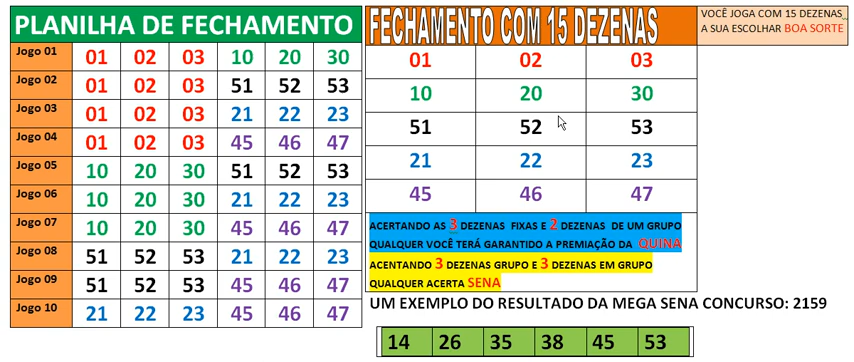 PLANILHA DE FECHAMENTO
Jogo 01 01 02 03 10 20 30
Jogo 02 01 02 03 51 52 53
Jogo 03 01 02 03 21 22 23
Jogo 04 01 02 03 45 46 47
Jogo 05 10 20 30 51 52 53
Jogo 06 10 20 30 21 22 23
Jogo 07 10 20 30 45 46 47
Jogo 08 51 52 53 21 22 23
Jogo 09 51 52 53 45 46 47
Jogo 10 21 22 23 45 46 47
FECHAMENTO COM 15 DEZENAS
01 02 03
10 20 30
51 52 53
21 22 23
45 46 47
ACERTANDO AS 3 DEZENAS FIXAS E 2 DEZENAS DE UM GRUPO
QUALQUER VOCÊ TERÁ GARANTIDO A PREMIAÇÃO DA QUINA
ACENTANDO 3 DEZENAS GRUPO E 3 DEZENAS EM GRUPO
QUALQUER ACERTA SENA
UM EXEMPLO DO RESULTADO DA MEGA SENA CONCURSO: 2159
14 26 35 38 45 53
VOCÊ JOGA COM 15 DEZENAS
A SUA ESCOLHAR BOA SORTE